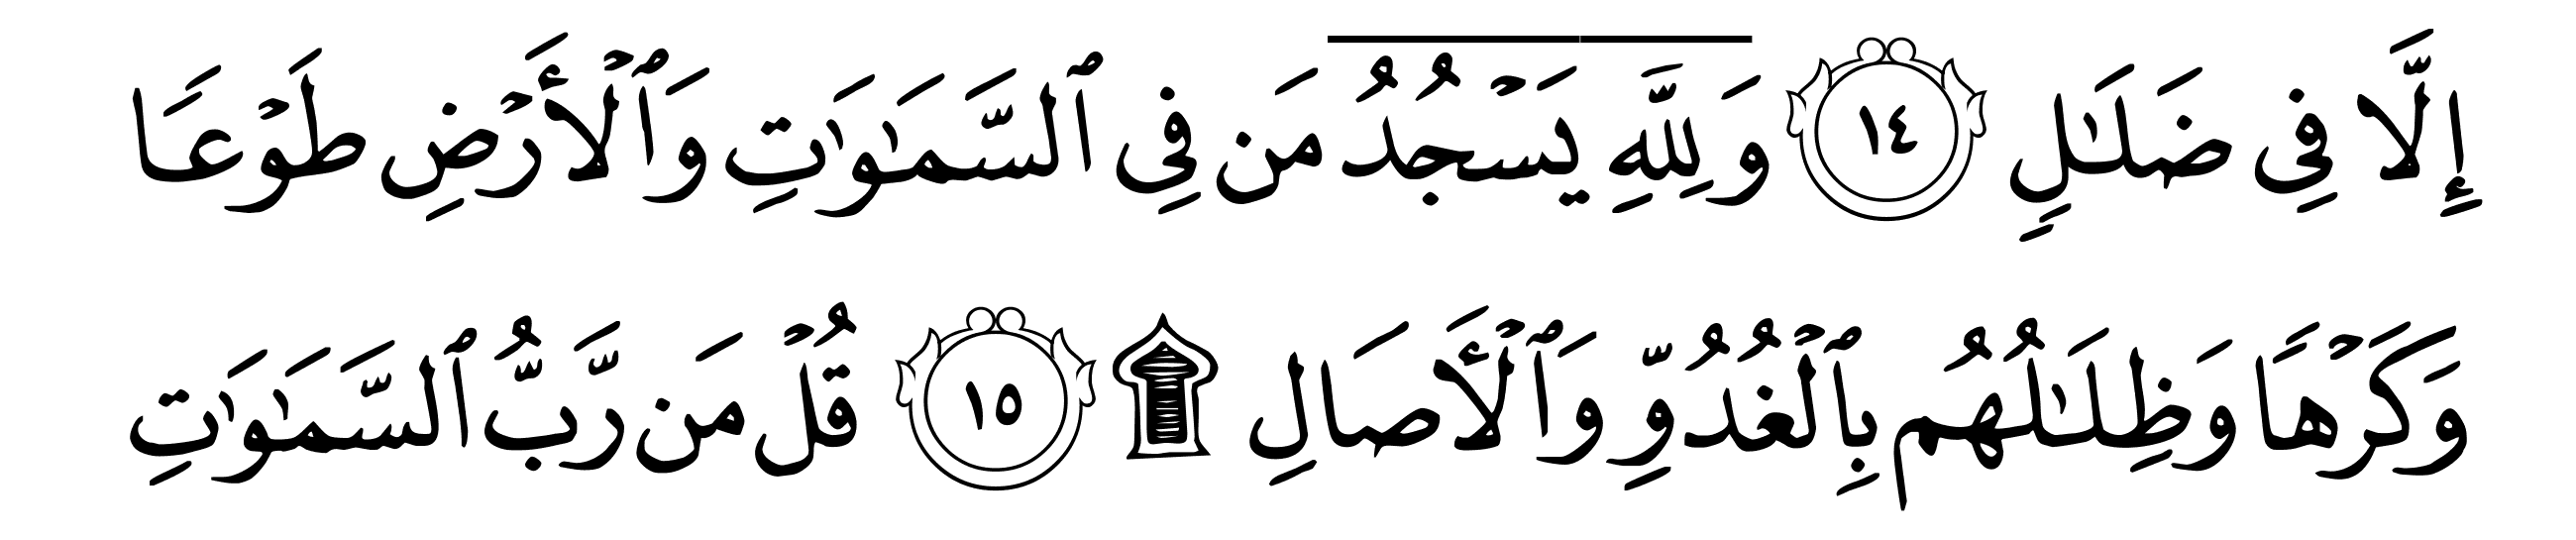 إِلَّا فِى ضَلَـٰلٍ ١٤ وَلِلَّهِ يَسْجُدُ مَن فِى ٱلسَّمَـٰوَٰتِ وَٱلْأَرْضِ طَوْعًا
وَكَرْهًا وَظِلَـٰلُهُم بِٱلْغُدُوِّ وَٱلْأَصَالِ ۩ ١٥ قُلْ مَن رَّبُّ ٱلسَّمَـٰوَٰتِ